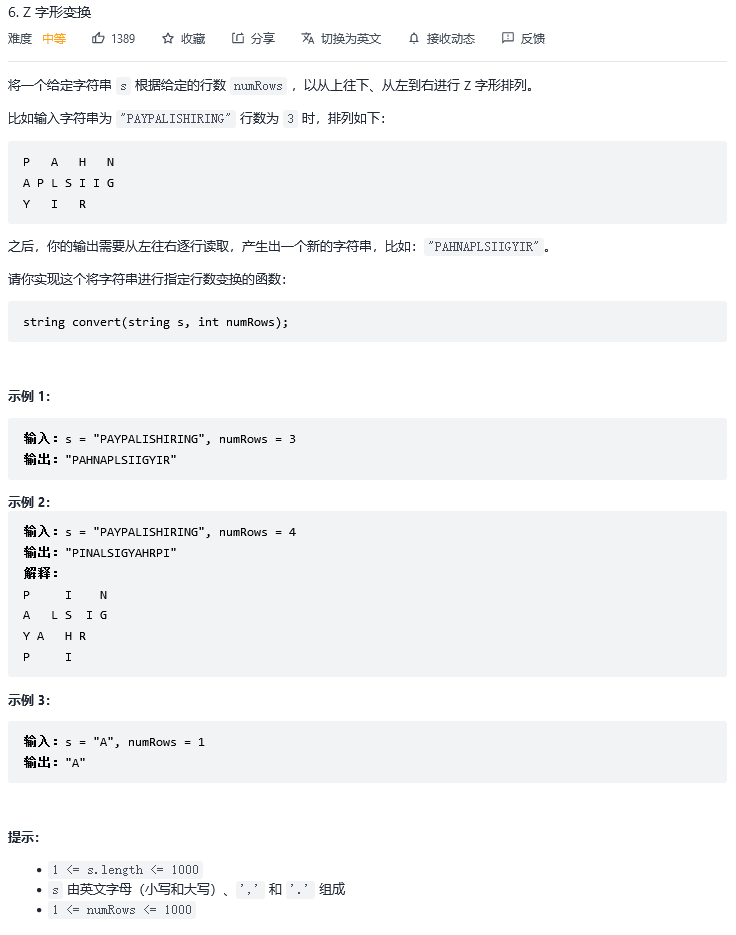 6. Z 字形变换
难度 中等 1389 收藏 分享 切换为英文 接收动态 反馈
将一个给定字符串 s 根据给定的行数 numRows ，以从上往下、从左到右进行 Z 字形排列。
比如输入字符串为 "PAYPALISHIRING" 行数为 3 时，排列如下：
P   A   H   N
A P L S I I G
Y   I   R
之后，你的输出需要从左往右逐行读取，产生出一个新的字符串，比如："PAHNAPLSIIGYIR"。
请你实现这个将字符串进行指定行数变换的函数：
string convert(string s, int numRows);
示例 1：
输入：s = "PAYPALISHIRING", numRows = 3
输出："PAHNAPLSIIGYIR"
示例 2：
输入：s = "PAYPALISHIRING", numRows = 4
输出："PINALSIGYAHRPI"
解释：
P     I    N
A   L S  I G
Y A   H R
P     I
示例 3：
输入：s = "A", numRows = 1
输出："A"
提示：
1 <= s.length <= 1000
s 由英文字母（小写和大写）、',' 和 '.' 组成
1 <= numRows <= 1000